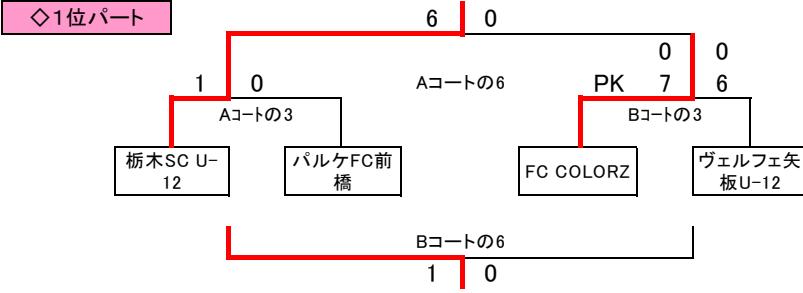 ◇1位パート
6 0
0 0
1 0 Aコートの6 PK 7 6
Aコートの3 Bコートの3
栃木SC U-
12
パルケFC前
橋
FC COLORZ
ヴェルフェ矢
板U-12
Bコートの6
1 0